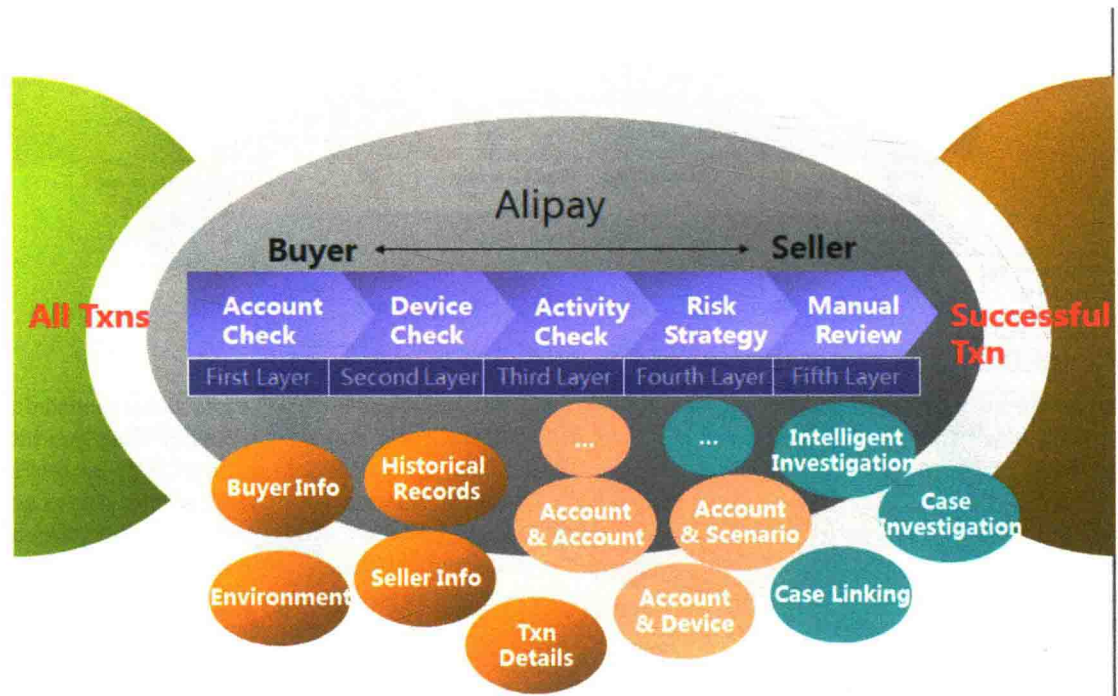 Alipay
Buyer
Seller
All Txns
Account
Check
Device
Check
Activity
Check
Risk
Strategy
Manual
Review
Successful
Txn
First Layer
Second Layer
Third Layer
Fourth Layer
Fifth Layer
...
...
Intelligent
Investigation
Buyer Info
Historical
Records
Account
& Account
Account
& Scenario
Case
Investigation
Environment
Seller Info
Txn
Details
Account
& Device
Case Linking